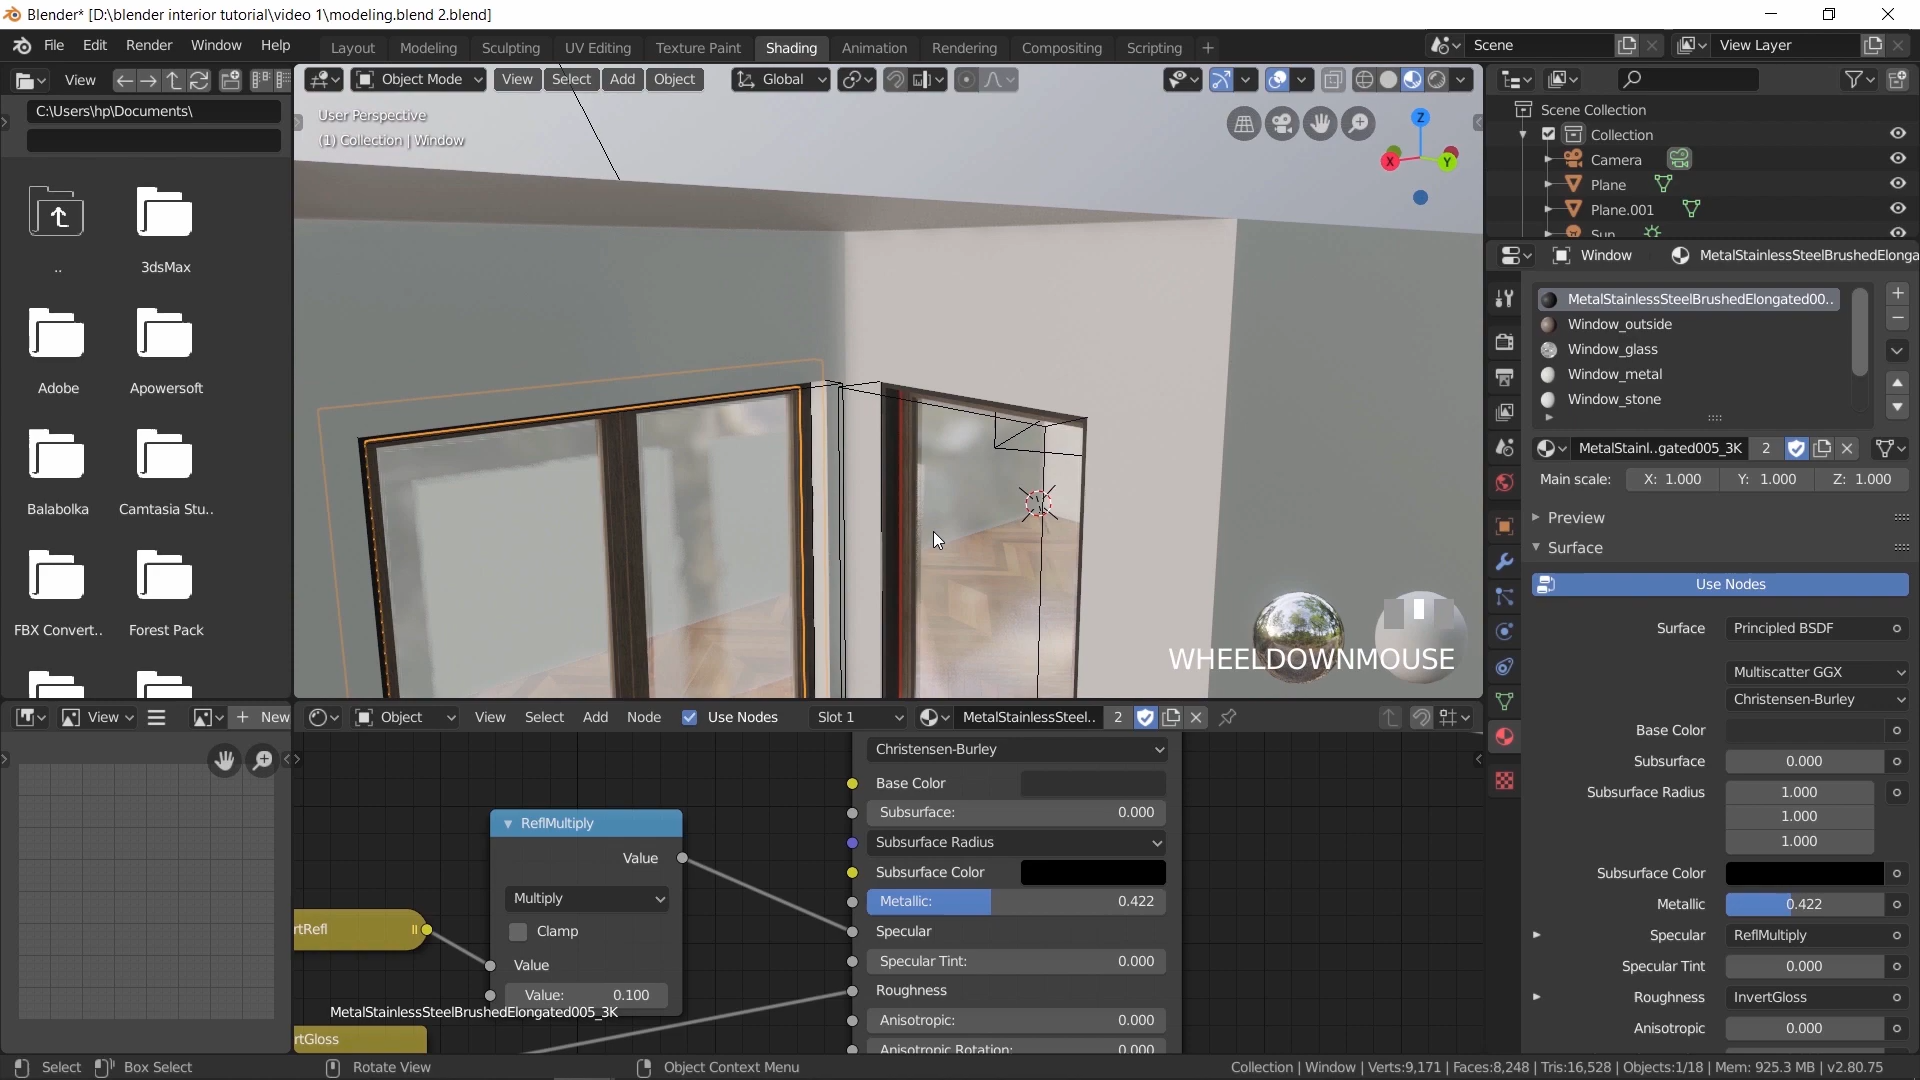 Blender* [D:\blender interior tutorial\video 1\modeling.blend 2.blend]
File Edit Render Window Help
Layout Modeling Sculpting UV Editing Texture Paint Shading Animation Rendering Compositing Scripting +
Scene
View Layer
View
Object Mode View Select Add Object Global
C:\Users\hp\Documents\
User Perspective
(1) Collection | Window
Z
X
Y
Scene Collection
Collection
Camera
Plane
Plane.001
Sun
..
3dsMax
Adobe
Apowersoft
Balabolka
Camtasia Stu..
FBX Convert..
Forest Pack
Window
MetalStainlessSteelBrushedElonga
MetalStainlessSteelBrushedElongated00..
Window_outside
Window_glass
Window_metal
Window_stone
MetalStainl..gated005_3K 2
Main scale: X: 1.000 Y: 1.000 Z: 1.000
Preview
Surface
Use Nodes
Surface Principled BSDF
Multiscatter GGX
Christensen-Burley
Base Color
Subsurface 0.000
Subsurface Radius 1.000
1.000
1.000
Subsurface Color
Metallic 0.422
Specular ReflMultiply
Specular Tint 0.000
Roughness InvertGloss
Anisotropic 0.000
WHEELDOWNMOUSE
View
New
Object View Select Add Node Use Nodes Slot 1 MetalStainlessSteel.. 2
Christensen-Burley
Base Color
Subsurface: 0.000
Subsurface Radius
Subsurface Color
Metallic: 0.422
Specular
Specular Tint: 0.000
Roughness
Anisotropic: 0.000
Anisotropic Rotation: 0.000
ReflMultiply
Value
Multiply
Clamp
Value
Value: 0.100
rtRefl
rtGloss
MetalStainlessSteelBrushedElongated005_3K
Select Box Select Rotate View Object Context Menu
Collection | Window | Verts:9,171 | Faces:8,248 | Tris:16,528 | Objects:1/18 | Mem: 925.3 MB | v2.80.75